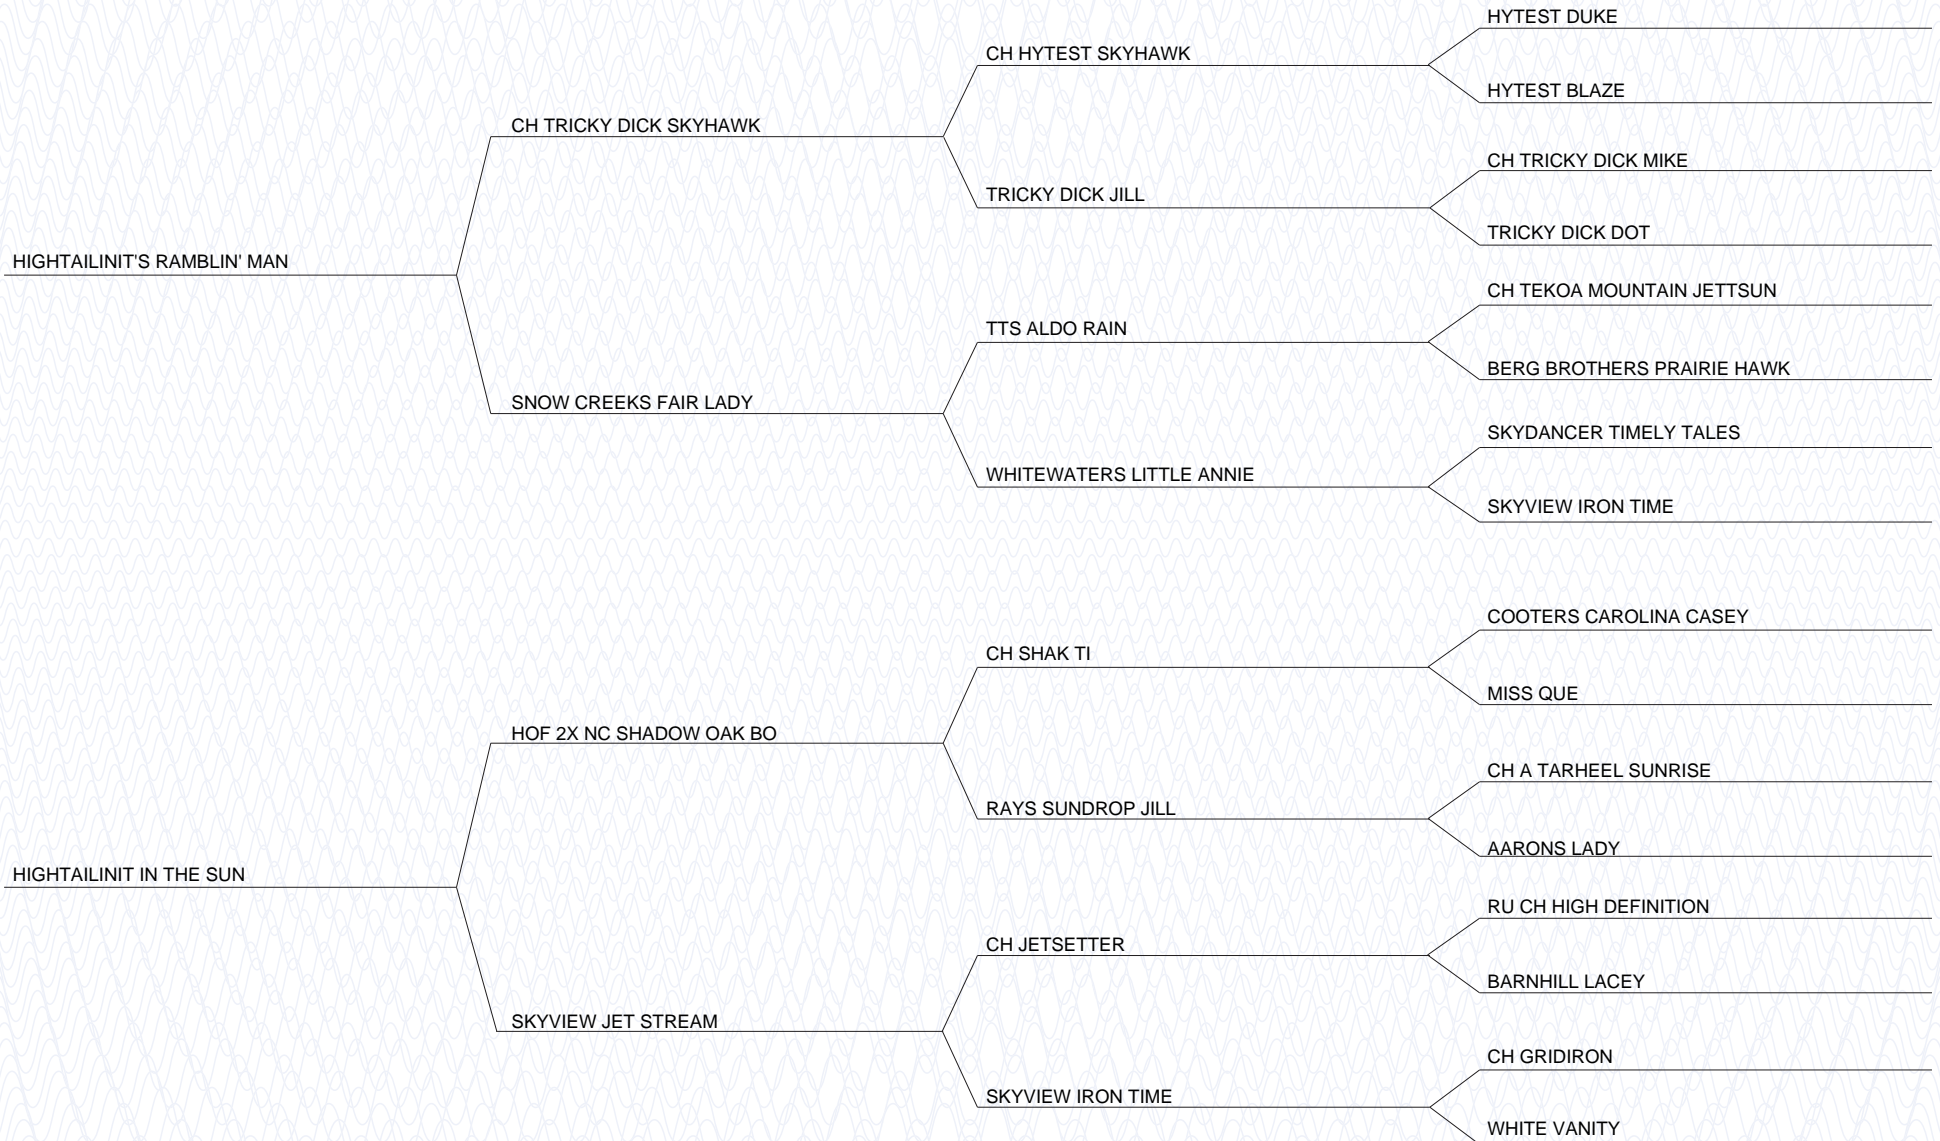 HYTEST DUKE
CH HYTEST SKYHAWK
HYTEST BLAZE
CH TRICKY DICK SKYHAWK
CH TRICKY DICK MIKE
TRICKY DICK JILL
TRICKY DICK DOT
HIGHTAILINIT'S RAMBLIN' MAN
CH TEKOA MOUNTAIN JETTSUN
TTS ALDO RAIN
BERG BROTHERS PRAIRIE HAWK
SNOW CREEKS FAIR LADY
SKYDANCER TIMELY TALES
WHITEWATERS LITTLE ANNIE
SKYVIEW IRON TIME
COOTERS CAROLINA CASEY
CH SHAK TI
MISS QUE
HOF 2X NC SHADOW OAK BO
CH A TARHEEL SUNRISE
RAYS SUNDROP JILL
AARONS LADY
HIGHTAILINIT IN THE SUN
RU CH HIGH DEFINITION
CH JETSETTER
BARNHILL LACEY
SKYVIEW JET STREAM
CH GRIDIRON
SKYVIEW IRON TIME
WHITE VANITY